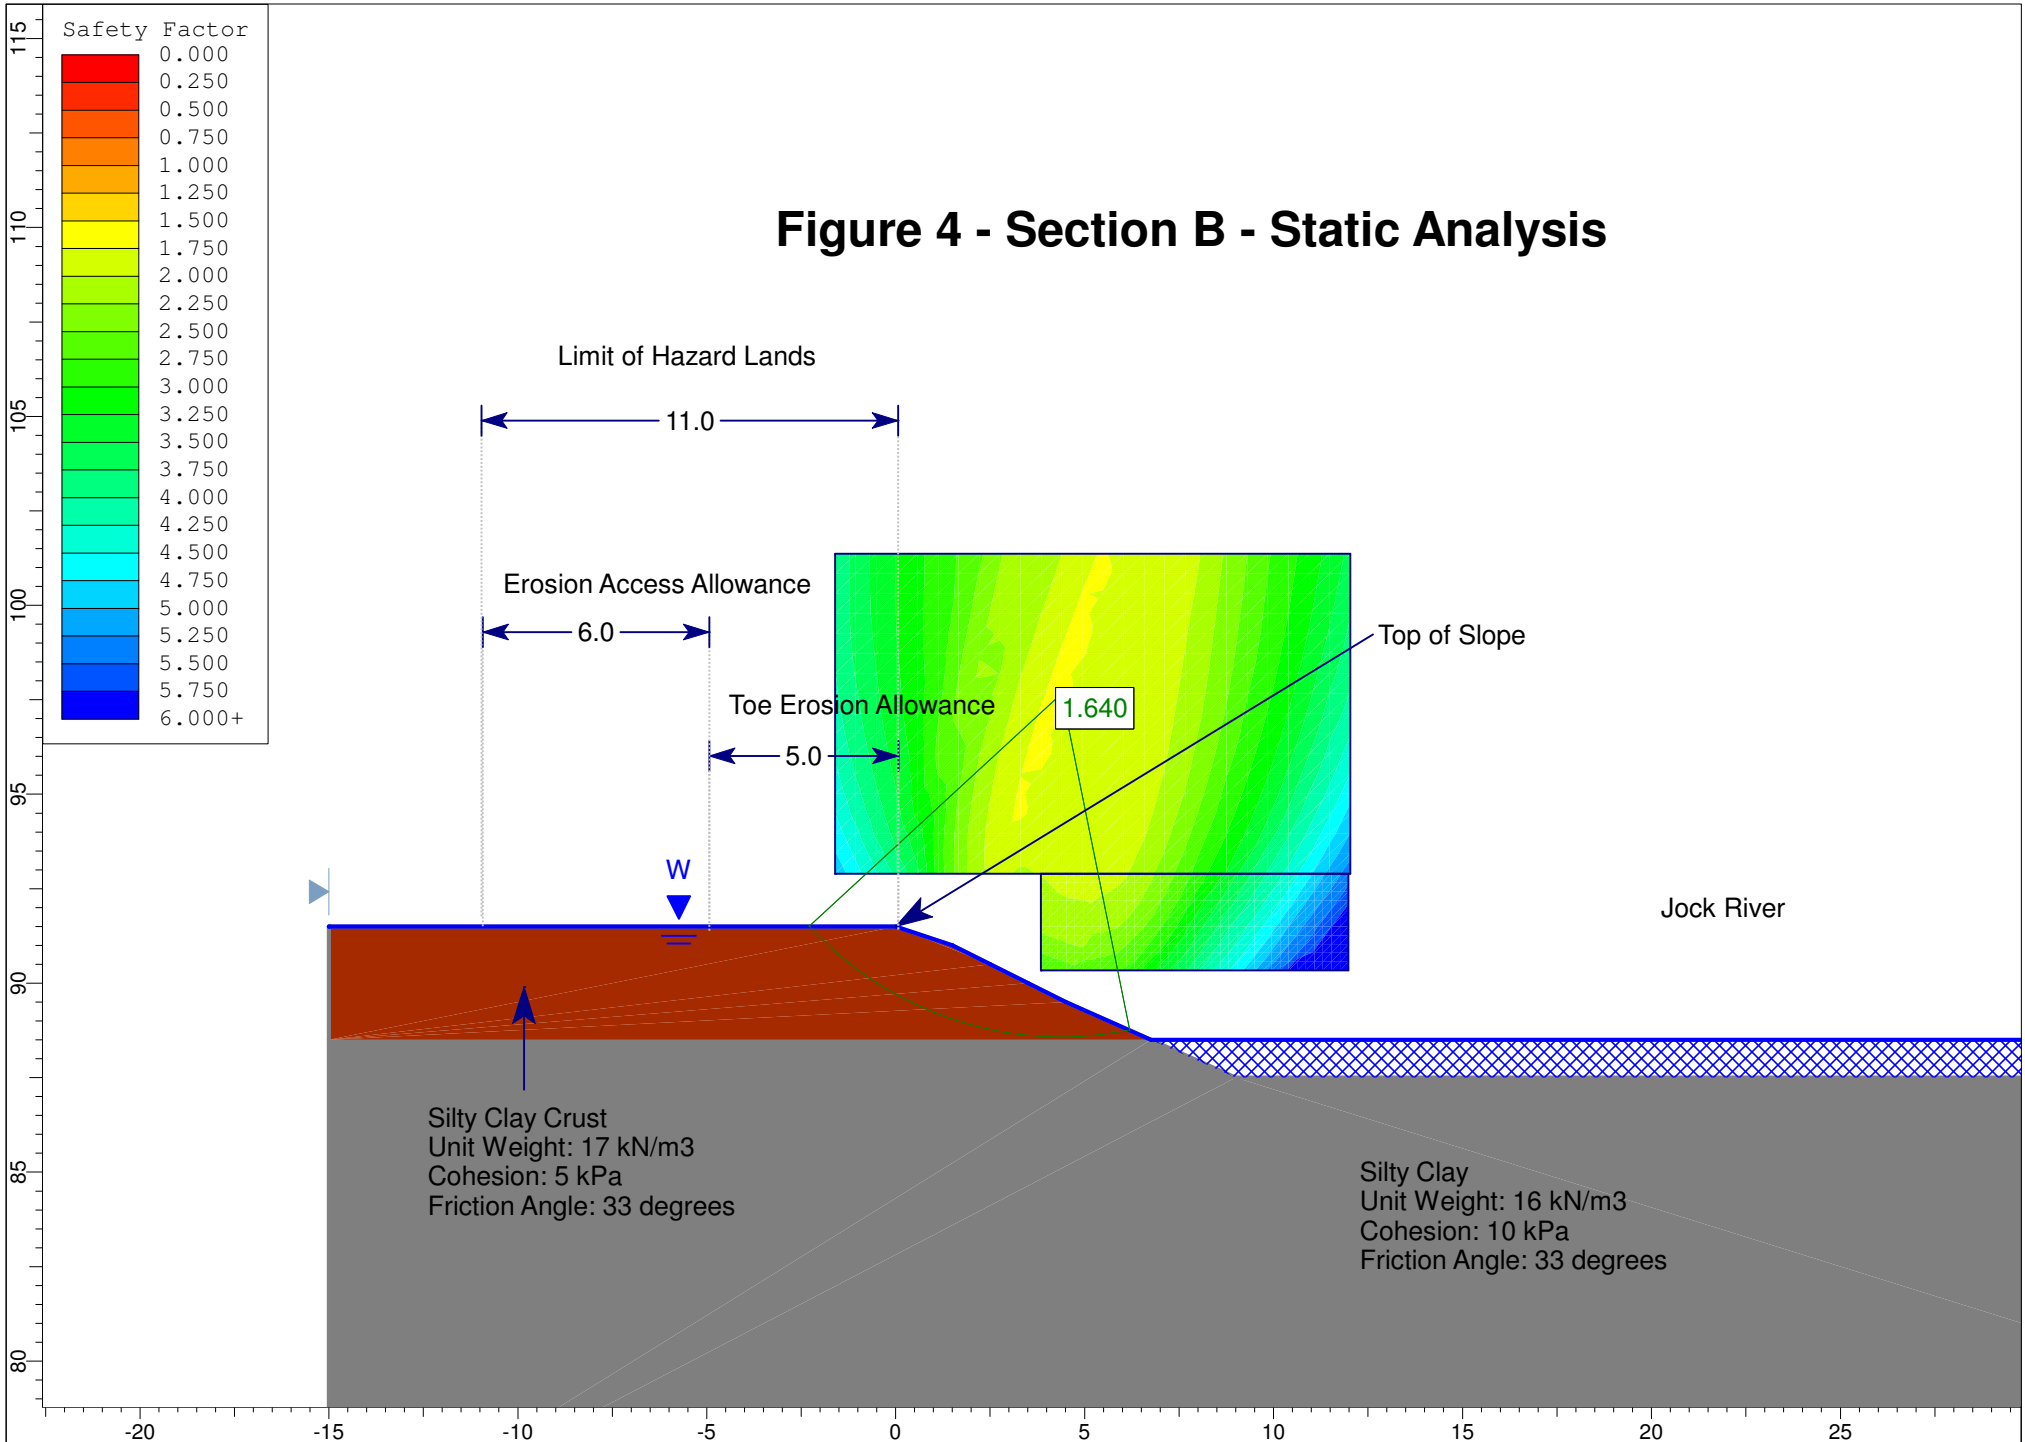 Safety Factor
0.000
0.250
0.500
0.750
1.000
1.250
1.500
1.750
2.000
2.250
2.500
2.750
3.000
3.250
3.500
3.750
4.000
4.250
4.500
4.750
5.000
5.250
5.500
5.750
6.000+
Figure 4 - Section B - Static Analysis
Limit of Hazard Lands
11.0
Erosion Access Allowance
6.0
Top of Slope
Toe Erosion Allowance
1.640
5.0
W
Jock River
Silty Clay Crust
Unit Weight: 17 kN/m3
Cohesion: 5 kPa
Friction Angle: 33 degrees
Silty Clay
Unit Weight: 16 kN/m3
Cohesion: 10 kPa
Friction Angle: 33 degrees
115
110
105
100
95
90
85
80
-20
-15
-10
-5
0
5
10
15
20
25